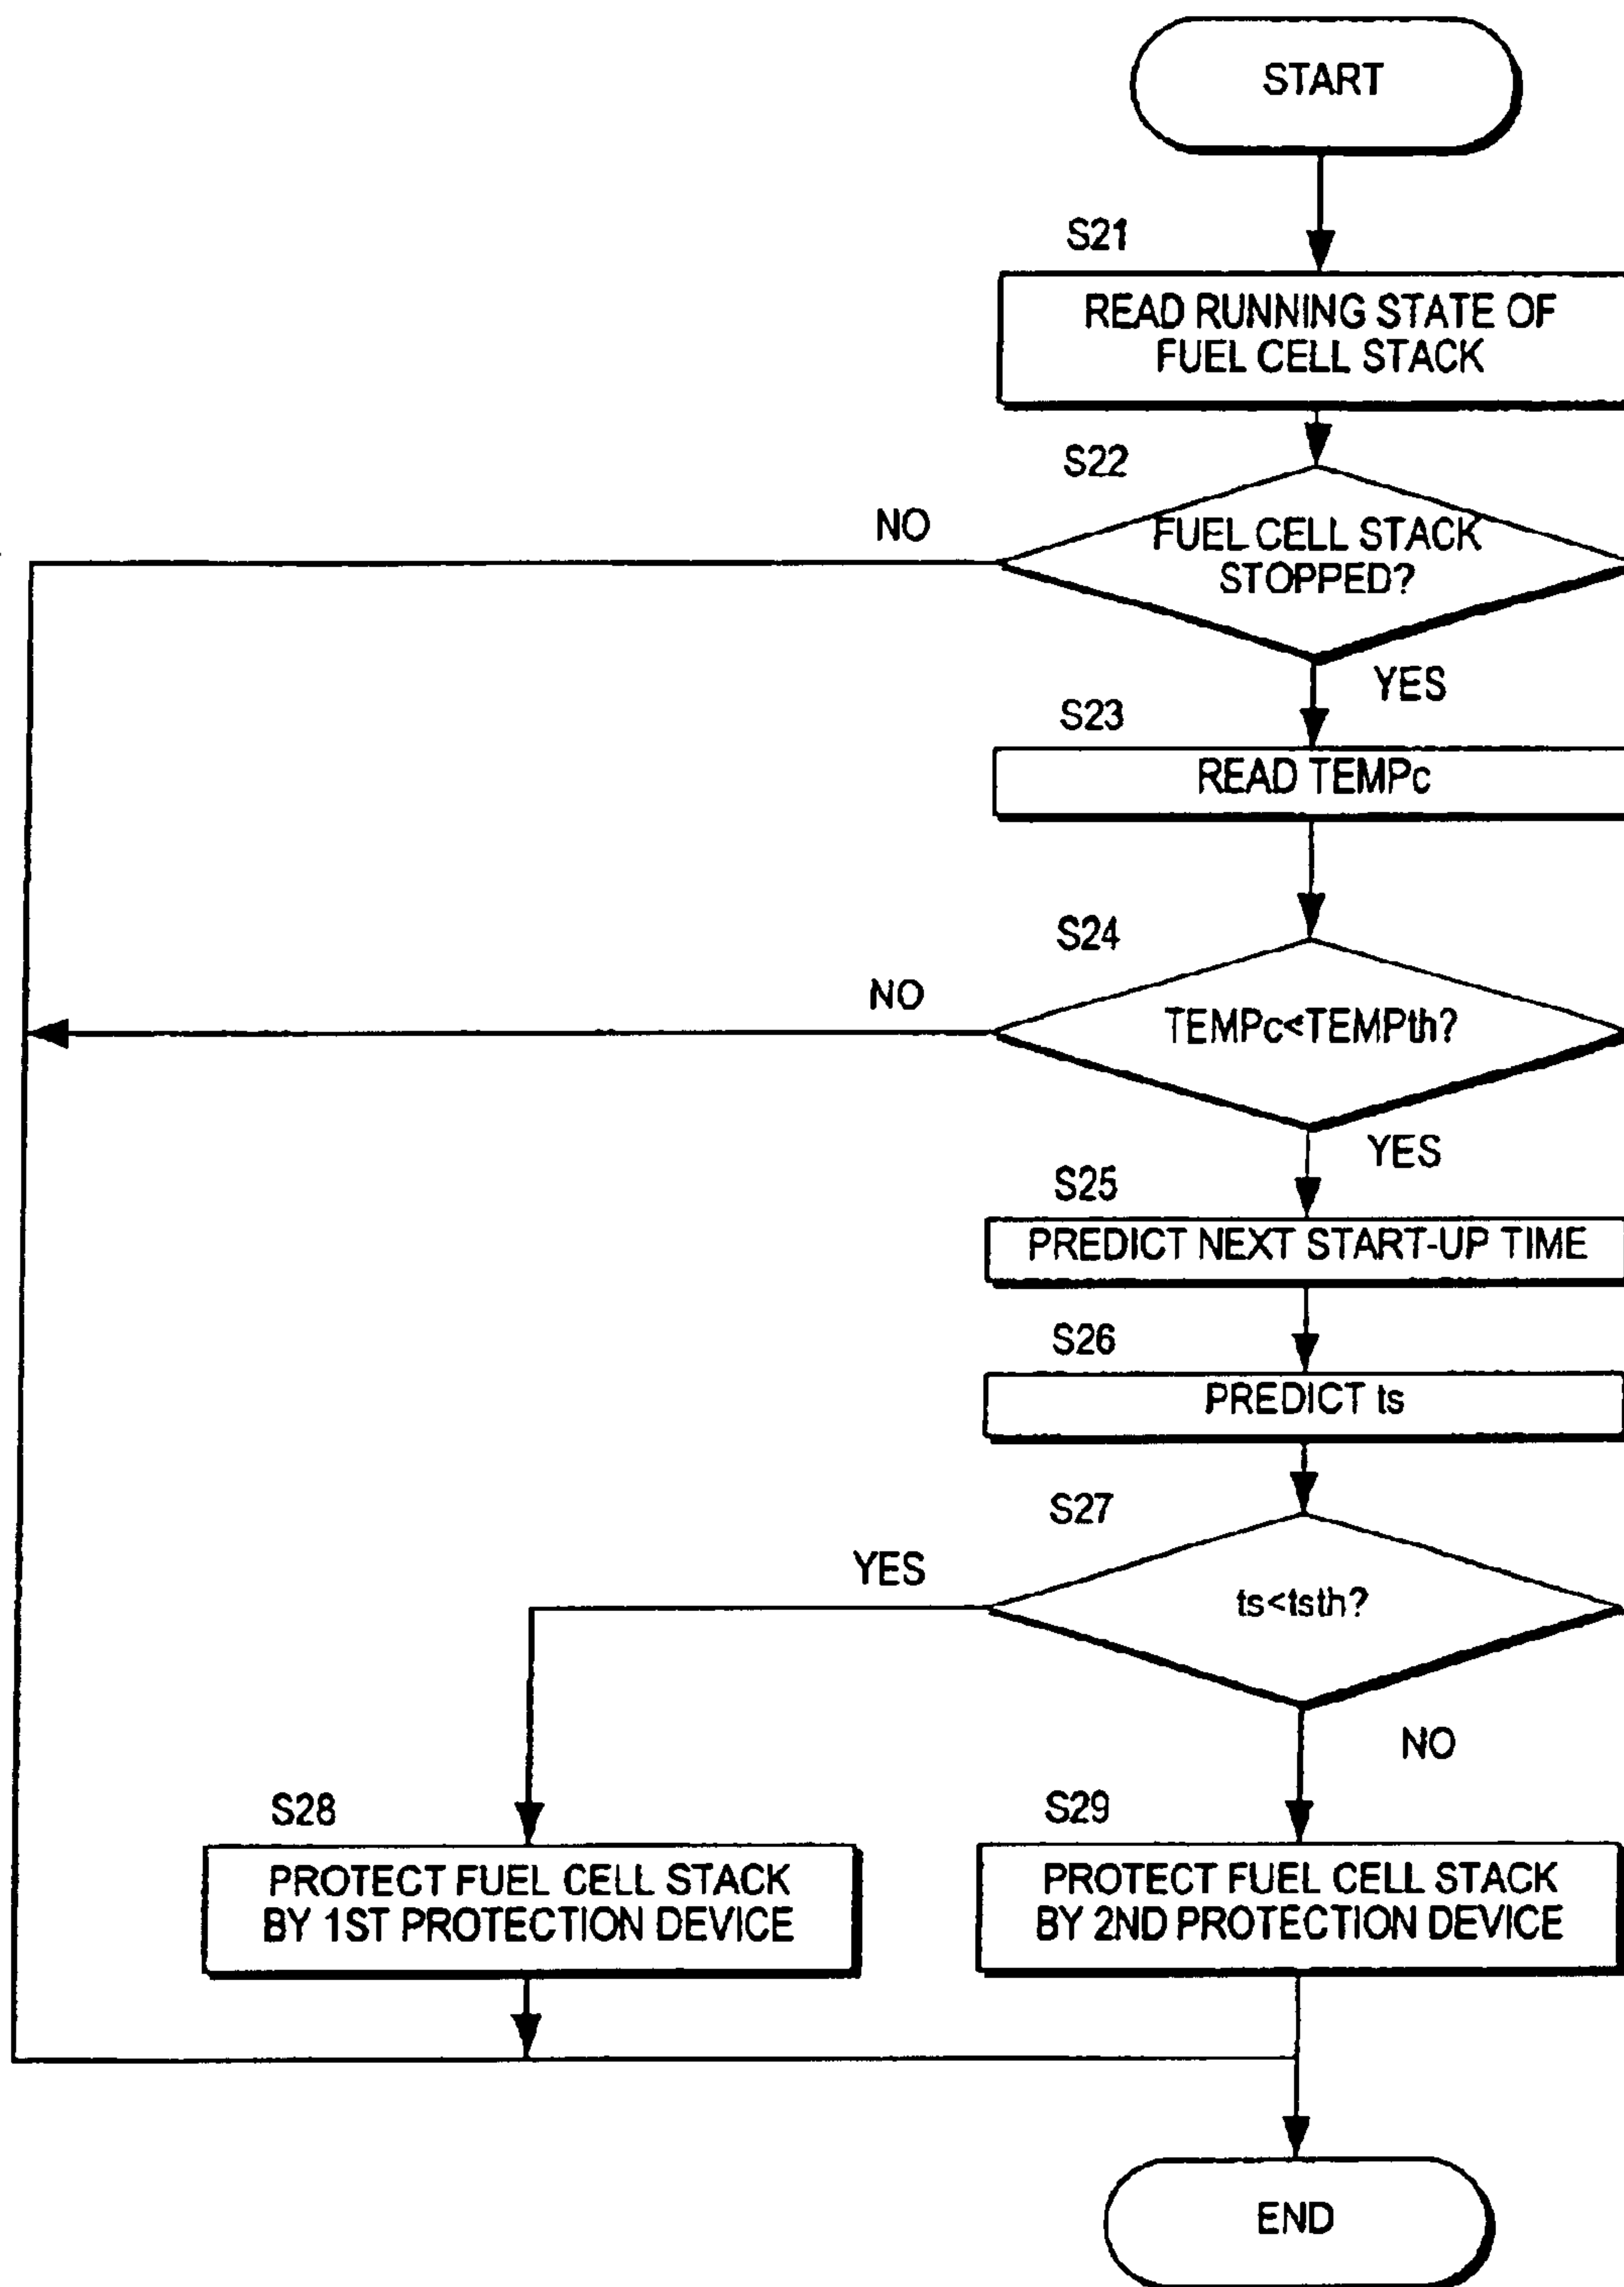 START
S21
READ RUNNING STATE OF
FUEL CELL STACK
S22
NO
FUEL CELL STACK
STOPPED?
YES
S23
READ TEMPc
S24
NO
TEMPc<TEMPth?
YES
S25
PREDICT NEXT START-UP TIME
S26
PREDICT ts
S27
YES
ts<tsth?
NO
S28
PROTECT FUEL CELL STACK
BY 1ST PROTECTION DEVICE
S29
PROTECT FUEL CELL STACK
BY 2ND PROTECTION DEVICE
END